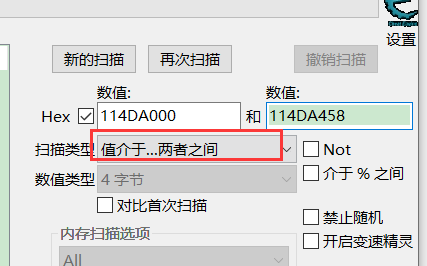 设置
新的扫描 再次扫描 撤销扫描
数值: 数值:
Hex 114DA000 和 114DA458
扫描类型 值介于...两者之间 Not
数值类型 4 字节 介于 % 之间
对比首次扫描
禁止随机
内存扫描选项 开启变速精灵
All